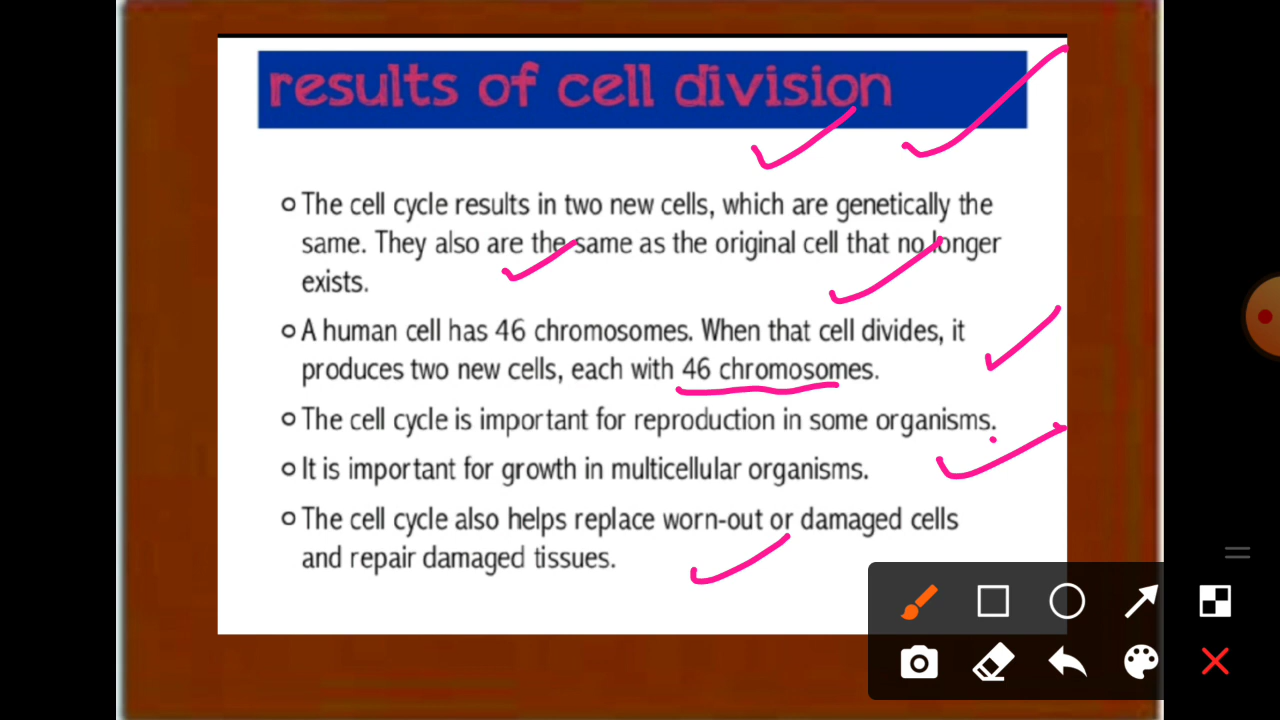 results of cell division
The cell cycle results in two new cells, which are genetically the
same. They also are the same as the original cell that no longer
exists.
A human cell has 46 chromosomes. When that cell divides, it
produces two new cells, each with 46 chromosomes.
The cell cycle is important for reproduction in some organisms.
It is important for growth in multicellular organisms.
The cell cycle also helps replace worn-out or damaged cells
and repair damaged tissues.